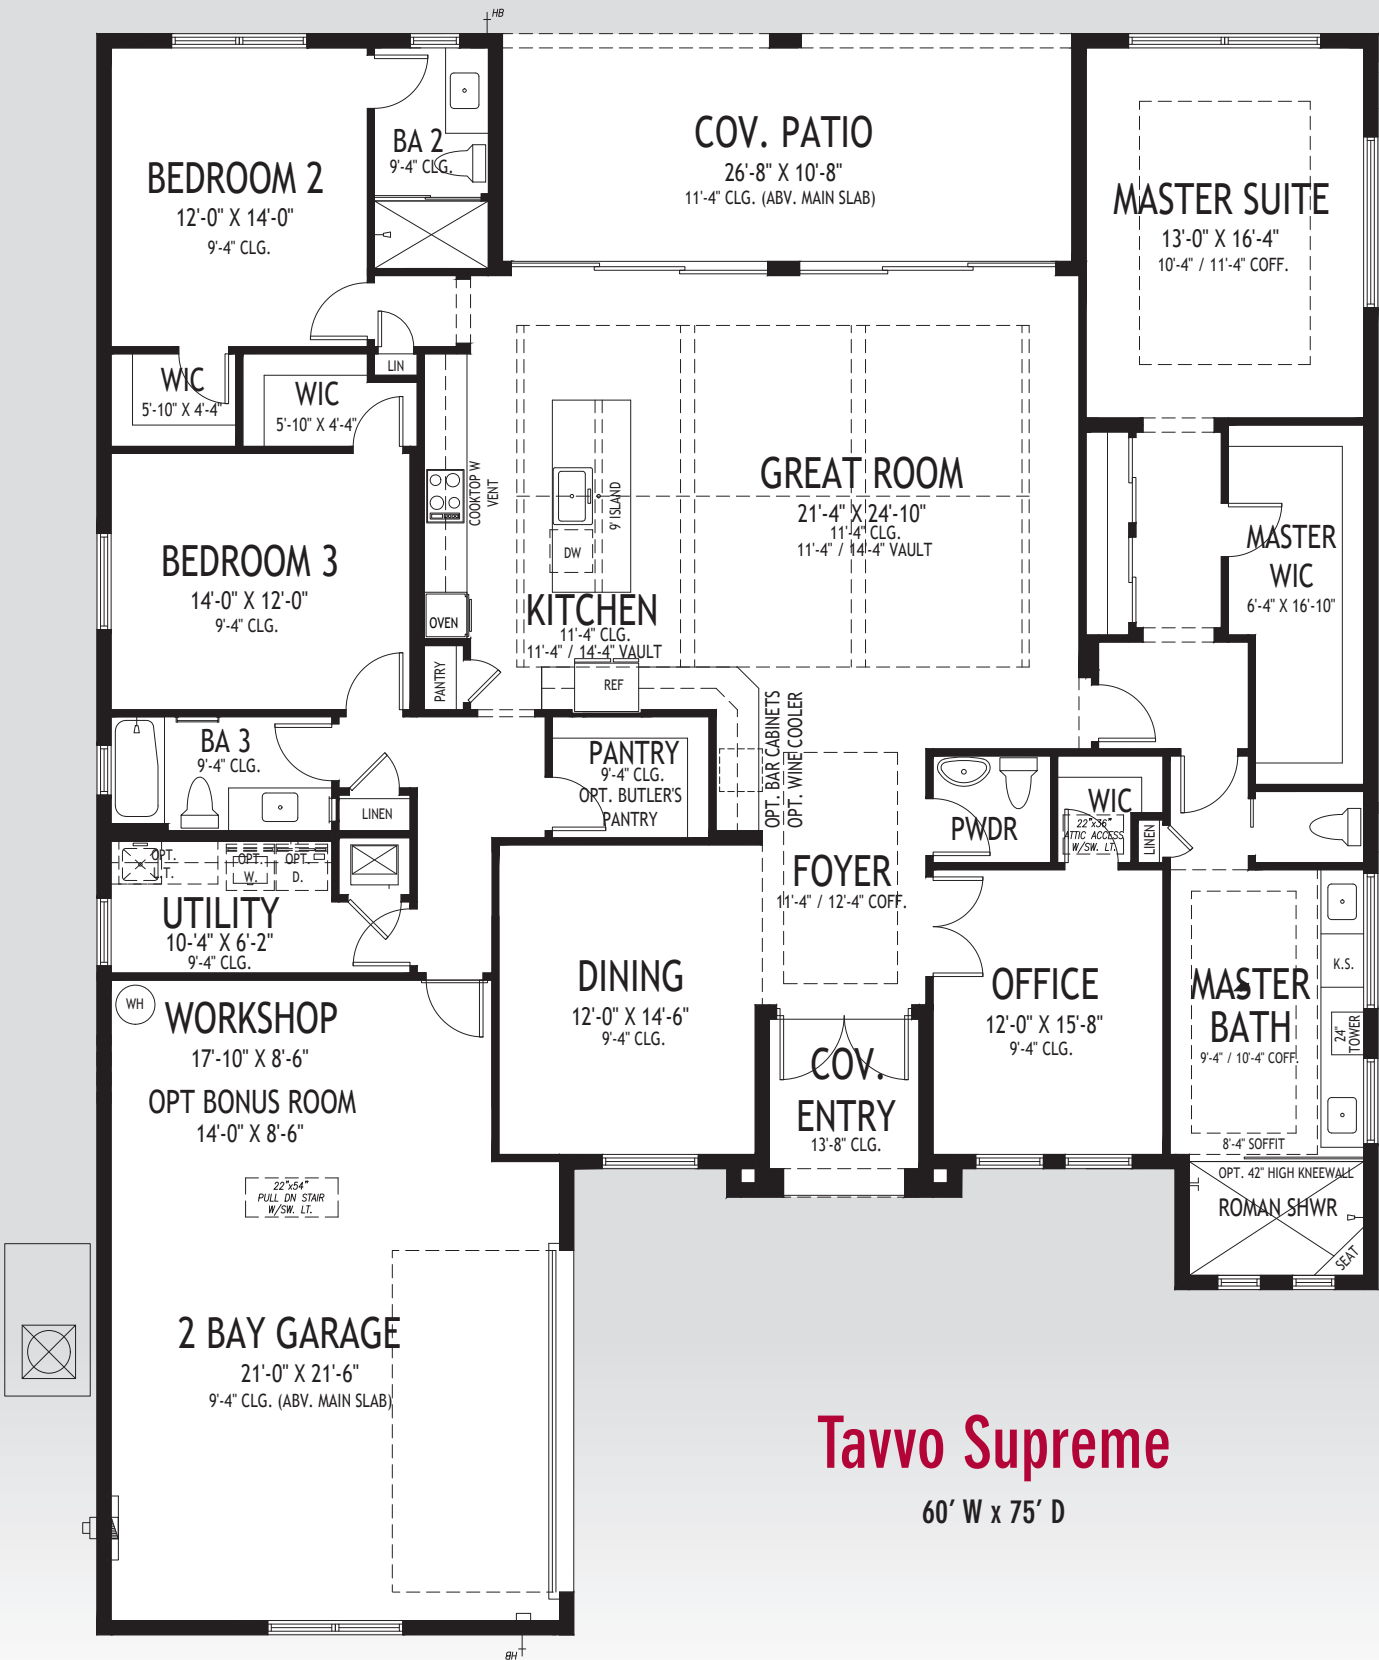 HB
BEDROOM 2
12'-0" X 14'-0"
9'-4" CLG.
BA 2
9'-4" CLG.
COV. PATIO
26'-8" X 10'-8"
11'-4" CLG. (ABV. MAIN SLAB)
MASTER SUITE
13'-0" X 16'-4"
10'-4" / 11'-4" COFF.
WIC
5'-10" X 4'-4"
WIC
5'-10" X 4'-4"
LIN
COOKTOP W
VENT
9' ISLAND
DW
OVEN
PANTRY
GREAT ROOM
21'-4" X 24'-10"
11'-4" CLG.
11'-4" / 14'-4" VAULT
MASTER
WIC
6'-4" X 16'-10"
BEDROOM 3
14'-0" X 12'-0"
9'-4" CLG.
KITCHEN
11'-4" CLG.
11'-4" / 14'-4" VAULT
REF
OPT. BAR CABINETS
OPT. WINE COOLER
BA 3
9'-4" CLG.
LINEN
PANTRY
9'-4" CLG.
OPT. BUTLER'S
PANTRY
PWDR
WIC
22"x36"
ATTIC ACCESS
W/SW. LT.
LINEN
OPT.
L.T.
OPT.
W.
OPT.
D.
UTILITY
10-'4" X 6'-2"
9'-4" CLG.
FOYER
11'-4" / 12'-4" COFF.
DINING
12'-0" X 14'-6"
9'-4" CLG.
OFFICE
12'-0" X 15'-8"
9'-4" CLG.
MASTER
BATH
9'-4" / 10'-4" COFF.
K.S.
24"
TOWER
8'-4" SOFFIT
WH
WORKSHOP
17'-10" X 8'-6"
OPT BONUS ROOM
14'-0" X 8'-6"
COV.
ENTRY
13'-8" CLG.
OPT. 42" HIGH KNEEWALL
ROMAN SHWR
SEAT
22"x54"
PULL DN STAIR
W/SW. LT.
2 BAY GARAGE
21'-0" X 21'-6"
9'-4" CLG. (ABV. MAIN SLAB)
Tavvo Supreme
60' W x 75' D
HB